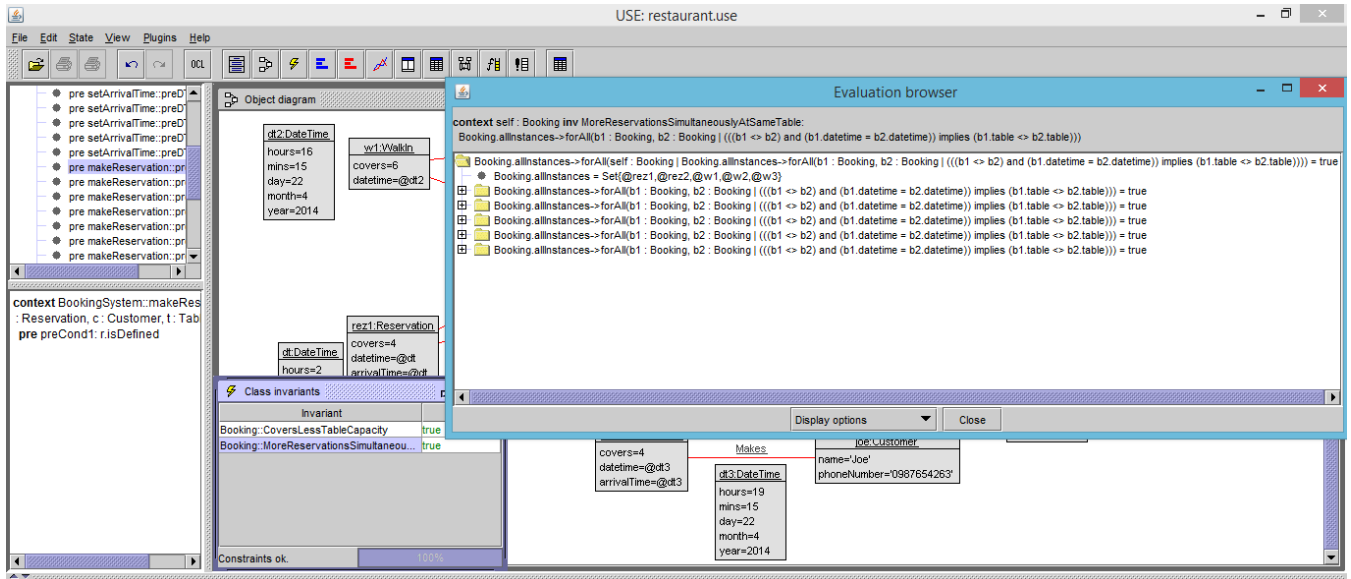 USE: restaurant.use
File Edit State View Plugins Help
OCL
pre setArrivalTime::preD
pre setArrivalTime::preD
pre setArrivalTime::preD
pre setArrivalTime::preD
pre setArrivalTime::preD
pre makeReservation::pr
pre makeReservation::pr
pre makeReservation::pr
pre makeReservation::pr
pre makeReservation::pr
pre makeReservation::pr
pre makeReservation::pr
context BookingSystem::makeRes
: Reservation, c : Customer, t : Tab
pre preCond1: r.isDefined
Object diagram
dt2:DateTime
hours=16
mins=15
day=22
month=4
year=2014
w1:WalkIn
covers=6
datetime=@dt2
rez1:Reservation
covers=4
datetime=@dt
arrivalTime=@dt
dt:DateTime
hours=2
Class invariants
Invariant
Booking::CoversLessTableCapacity true
Booking::MoreReservationsSimultaneou... true
Constraints ok. 100%
Evaluation browser
context self : Booking inv MoreReservationsSimultaneouslyAtSameTable:
Booking.allInstances->forAll(b1 : Booking, b2 : Booking | (((b1 <> b2) and (b1.datetime = b2.datetime)) implies (b1.table <> b2.table)))
Booking.allInstances->forAll(self : Booking | Booking.allInstances->forAll(b1 : Booking, b2 : Booking | (((b1 <> b2) and (b1.datetime = b2.datetime)) implies (b1.table <> b2.table)))) = true
Booking.allInstances = Set{@rez1,@rez2,@w1,@w2,@w3}
Booking.allInstances->forAll(b1 : Booking, b2 : Booking | (((b1 <> b2) and (b1.datetime = b2.datetime)) implies (b1.table <> b2.table))) = true
Booking.allInstances->forAll(b1 : Booking, b2 : Booking | (((b1 <> b2) and (b1.datetime = b2.datetime)) implies (b1.table <> b2.table))) = true
Booking.allInstances->forAll(b1 : Booking, b2 : Booking | (((b1 <> b2) and (b1.datetime = b2.datetime)) implies (b1.table <> b2.table))) = true
Booking.allInstances->forAll(b1 : Booking, b2 : Booking | (((b1 <> b2) and (b1.datetime = b2.datetime)) implies (b1.table <> b2.table))) = true
Booking.allInstances->forAll(b1 : Booking, b2 : Booking | (((b1 <> b2) and (b1.datetime = b2.datetime)) implies (b1.table <> b2.table))) = true
Display options Close
covers=4
datetime=@dt3
arrivalTime=@dt3
Makes
joe:Customer
name='Joe'
phoneNumber='0987654263'
dt3:DateTime
hours=19
mins=15
day=22
month=4
year=2014